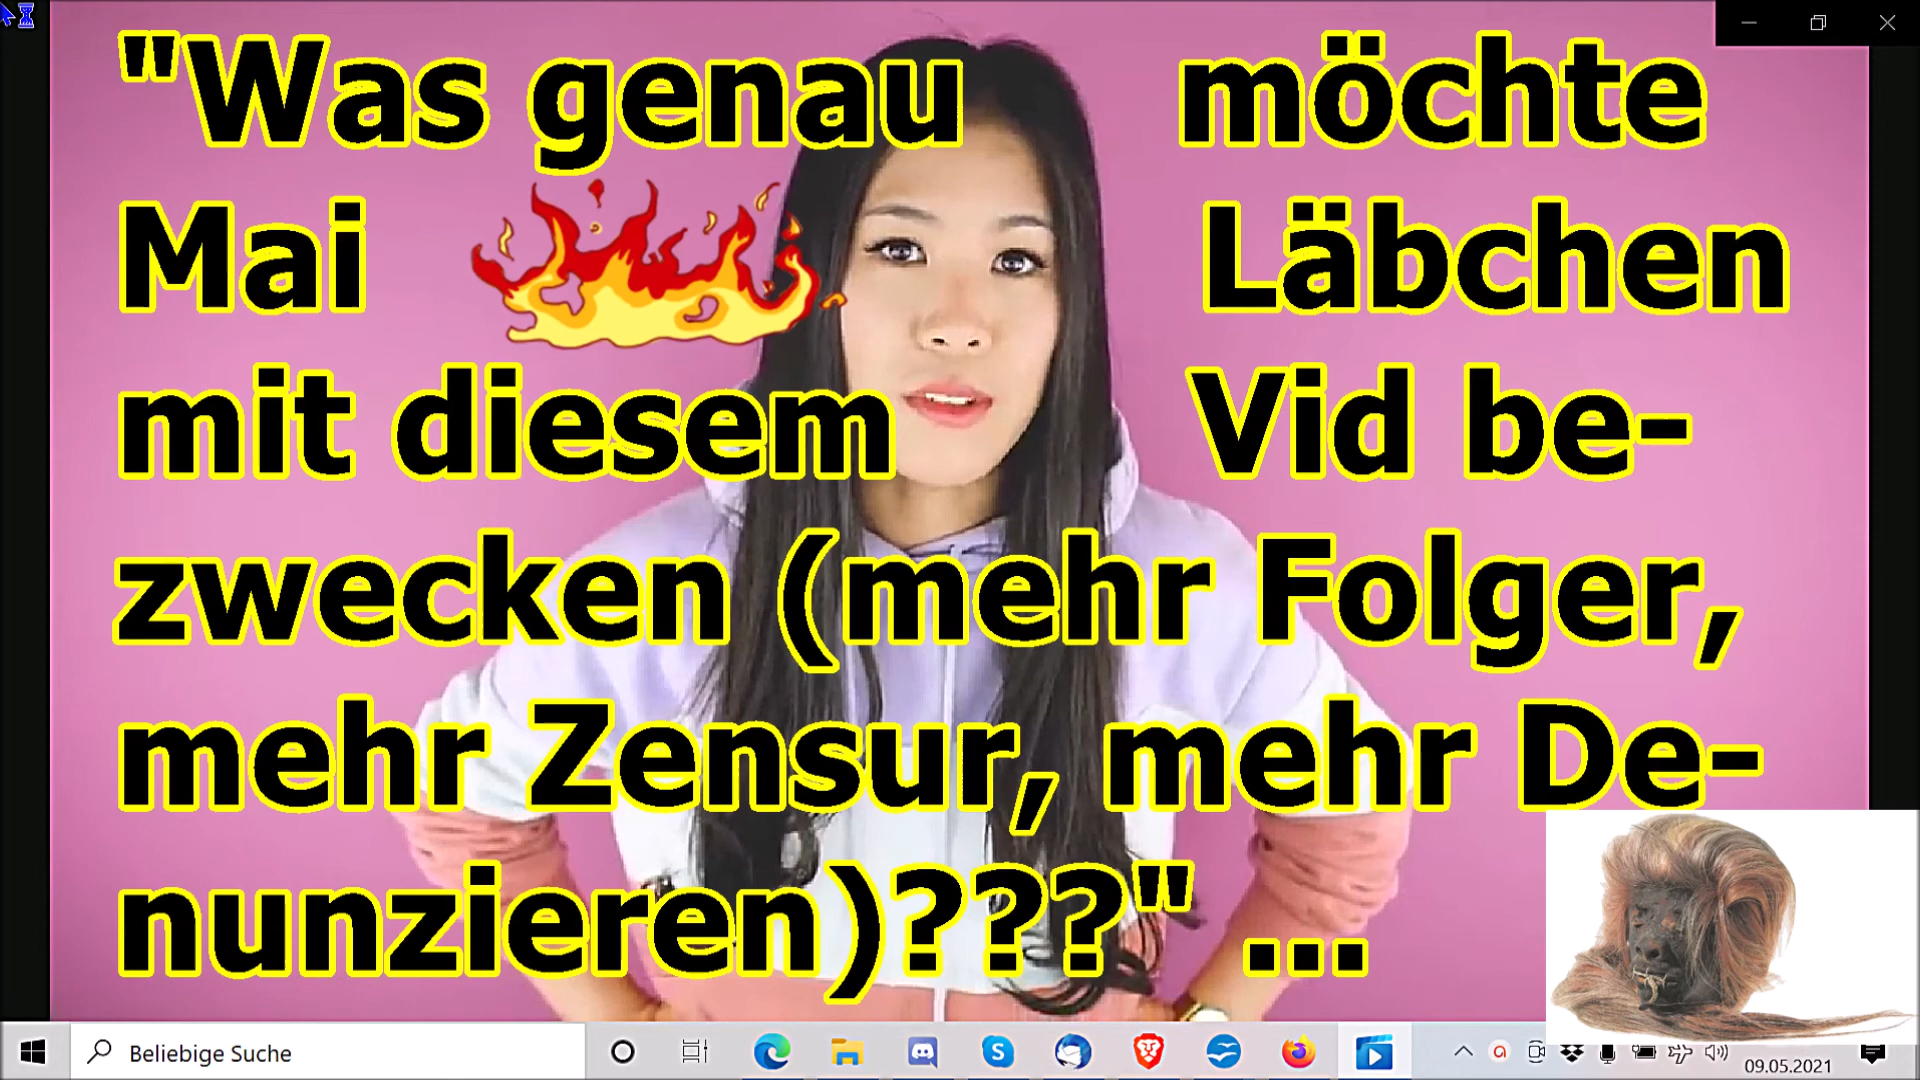 "Was genau möchte
Mai Läbchen
mit diesem Vid be-
zwecken (mehr Folger,
mehr Zensur, mehr De-
nunzieren)???" ...
Beliebige Suche
09.05.2021